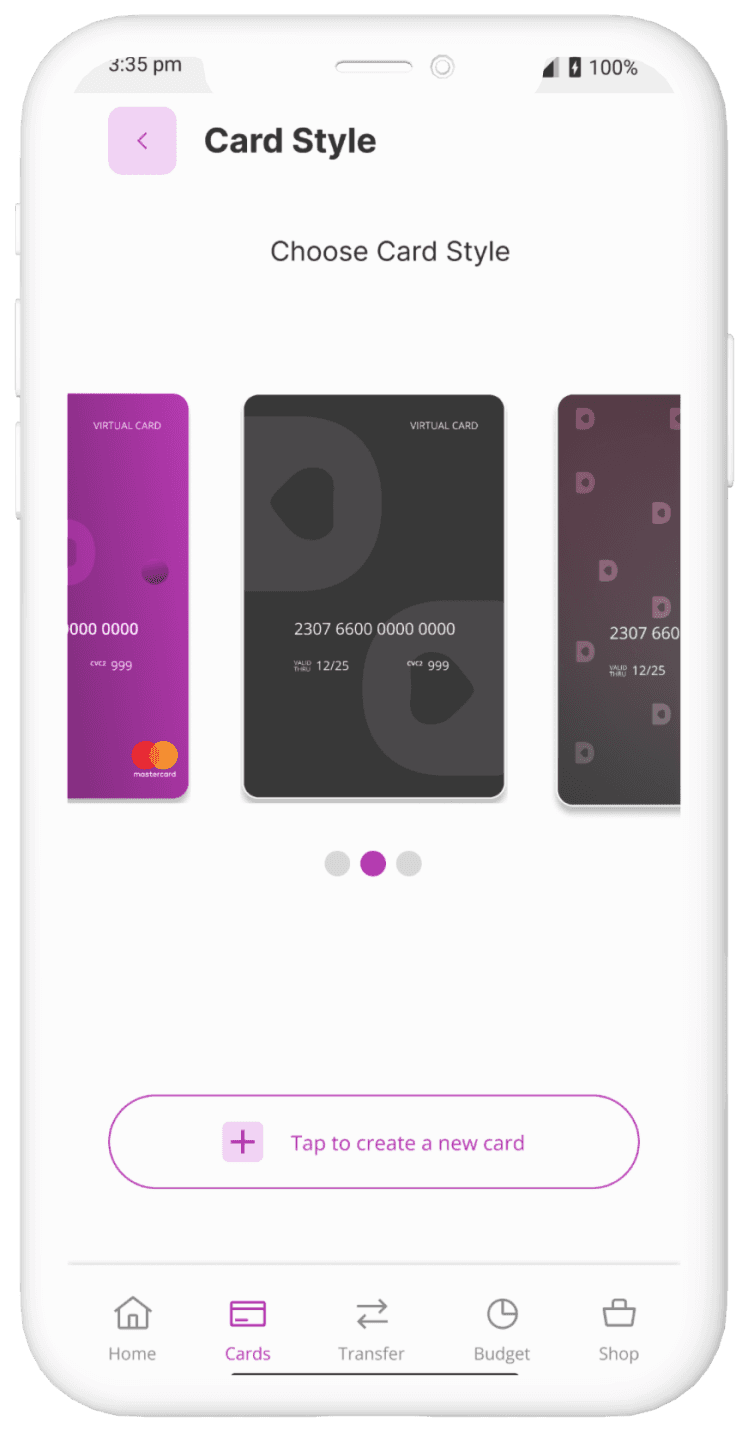 3:35 pm
100%
Card Style
Choose Card Style
VIRTUAL CARD
000 0000
CVC2 999
mastercard
VIRTUAL CARD
2307 6600 0000 0000
VALID THRU 12/25
CVC2 999
2307 660
VALID THRU 12/25
Tap to create a new card
Home
Cards
Transfer
Budget
Shop